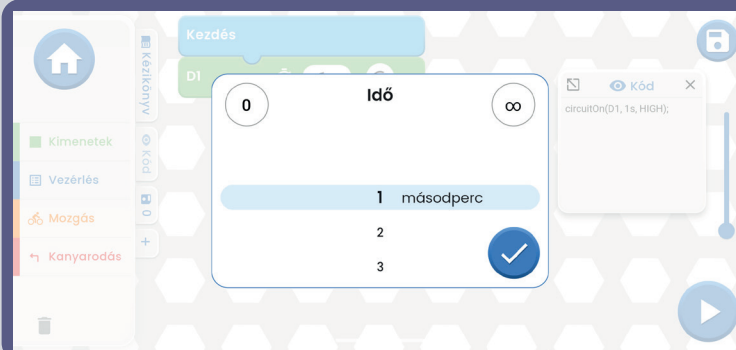 Kezdés
D1
Kézikönyv
Kód
0
+
Kimenetek
Vezérlés
Mozgás
Kanyarodás
0
Idő
∞
1 másodperc
2
3
Kód
circuitOn(D1, 1s, HIGH);